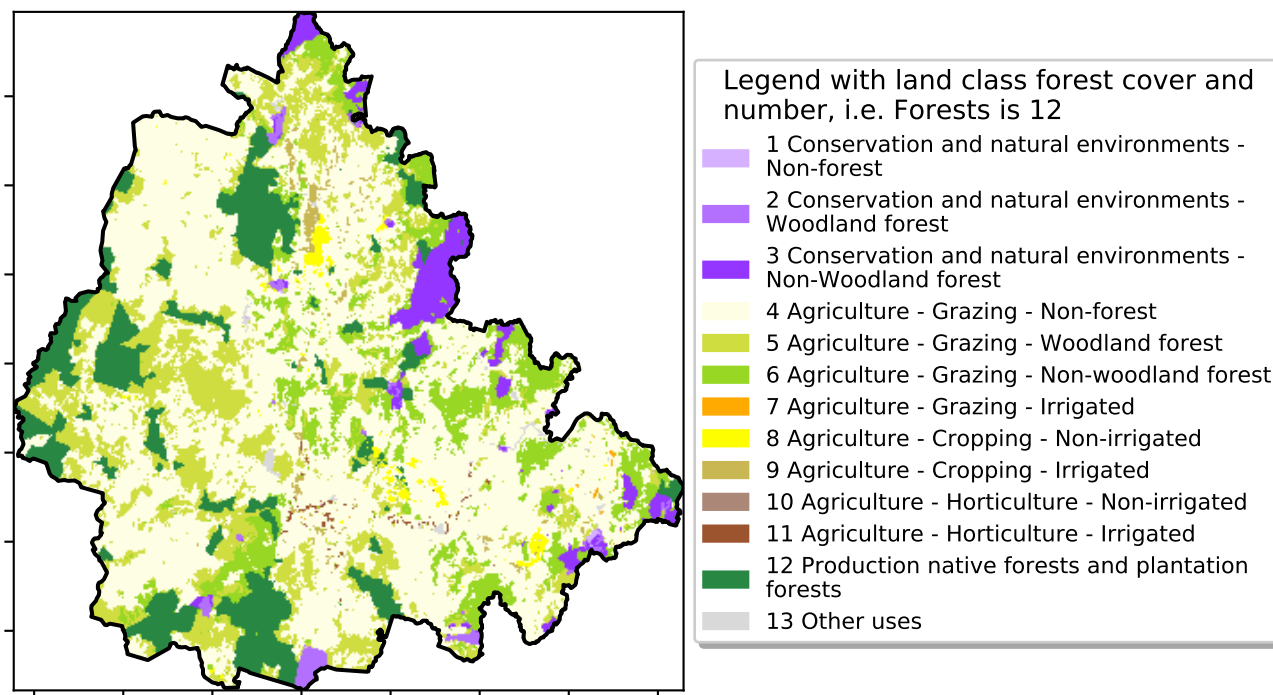 Legend with land class forest cover and
number, i.e. Forests is 12
1 Conservation and natural environments -
Non-forest
2 Conservation and natural environments -
Woodland forest
3 Conservation and natural environments -
Non-Woodland forest
4 Agriculture - Grazing - Non-forest
5 Agriculture - Grazing - Woodland forest
6 Agriculture - Grazing - Non-woodland forest
7 Agriculture - Grazing - Irrigated
8 Agriculture - Cropping - Non-irrigated
9 Agriculture - Cropping - Irrigated
10 Agriculture - Horticulture - Non-irrigated
11 Agriculture - Horticulture - Irrigated
12 Production native forests and plantation
forests
13 Other uses